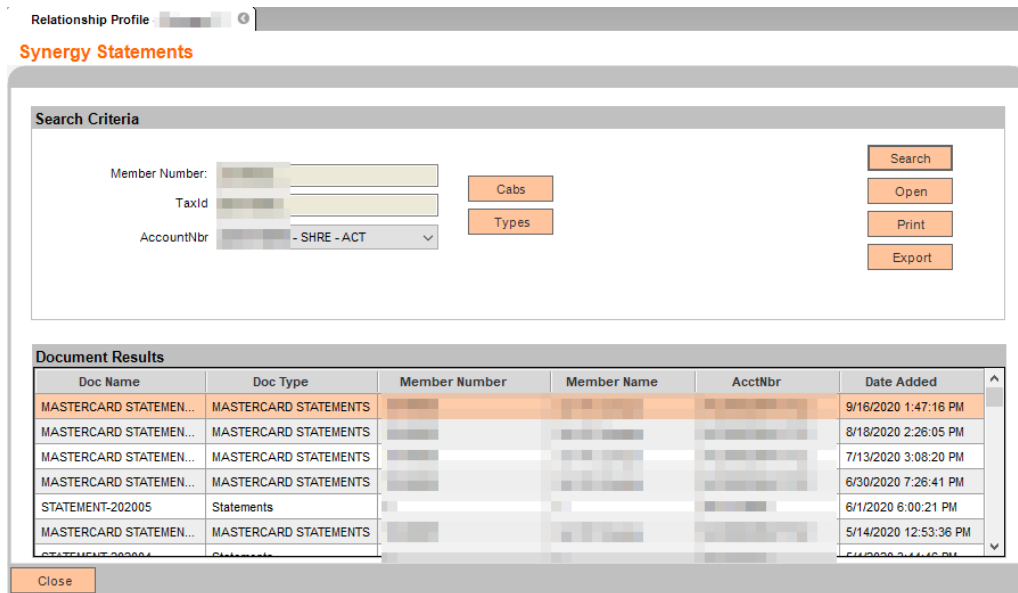 Relationship Profile
Synergy Statements
Search Criteria
Member Number:
TaxId
AccountNbr - SHRE - ACT
Cabs
Types
Search
Open
Print
Export
Document Results
Doc Name Doc Type Member Number Member Name AcctNbr Date Added
MASTERCARD STATEMEN... MASTERCARD STATEMENTS 9/16/2020 1:47:16 PM
MASTERCARD STATEMEN... MASTERCARD STATEMENTS 8/18/2020 2:26:05 PM
MASTERCARD STATEMEN... MASTERCARD STATEMENTS 7/13/2020 3:08:20 PM
MASTERCARD STATEMEN... MASTERCARD STATEMENTS 6/30/2020 7:26:41 PM
STATEMENT-202005 Statements 6/1/2020 6:00:21 PM
MASTERCARD STATEMEN... MASTERCARD STATEMENTS 5/14/2020 12:53:36 PM
Close